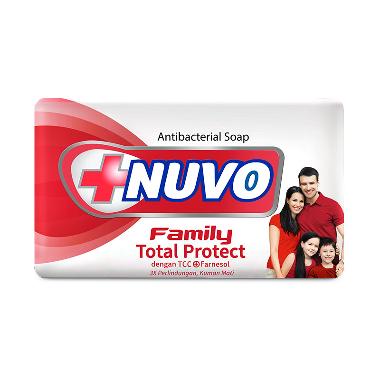 Antibacterial Soap
NUVO
Family
Total Protect
dengan TCC + Farnesol
3X Perlindungan, Kuman Mati